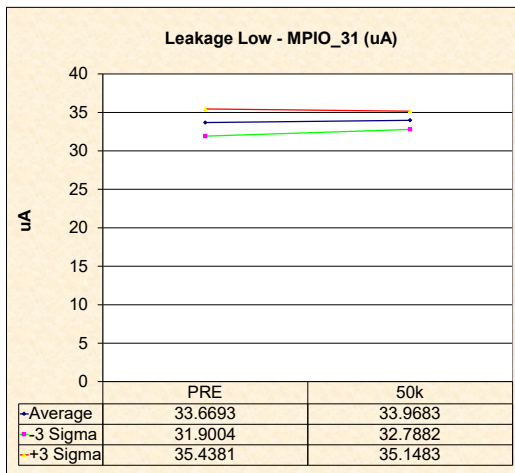 Leakage Low - MPIO_31 (uA)
40
35
30
25
20
15
10
5
0
uA
PRE 50k
Average 33.6693 33.9683
-3 Sigma 31.9004 32.7882
+3 Sigma 35.4381 35.1483